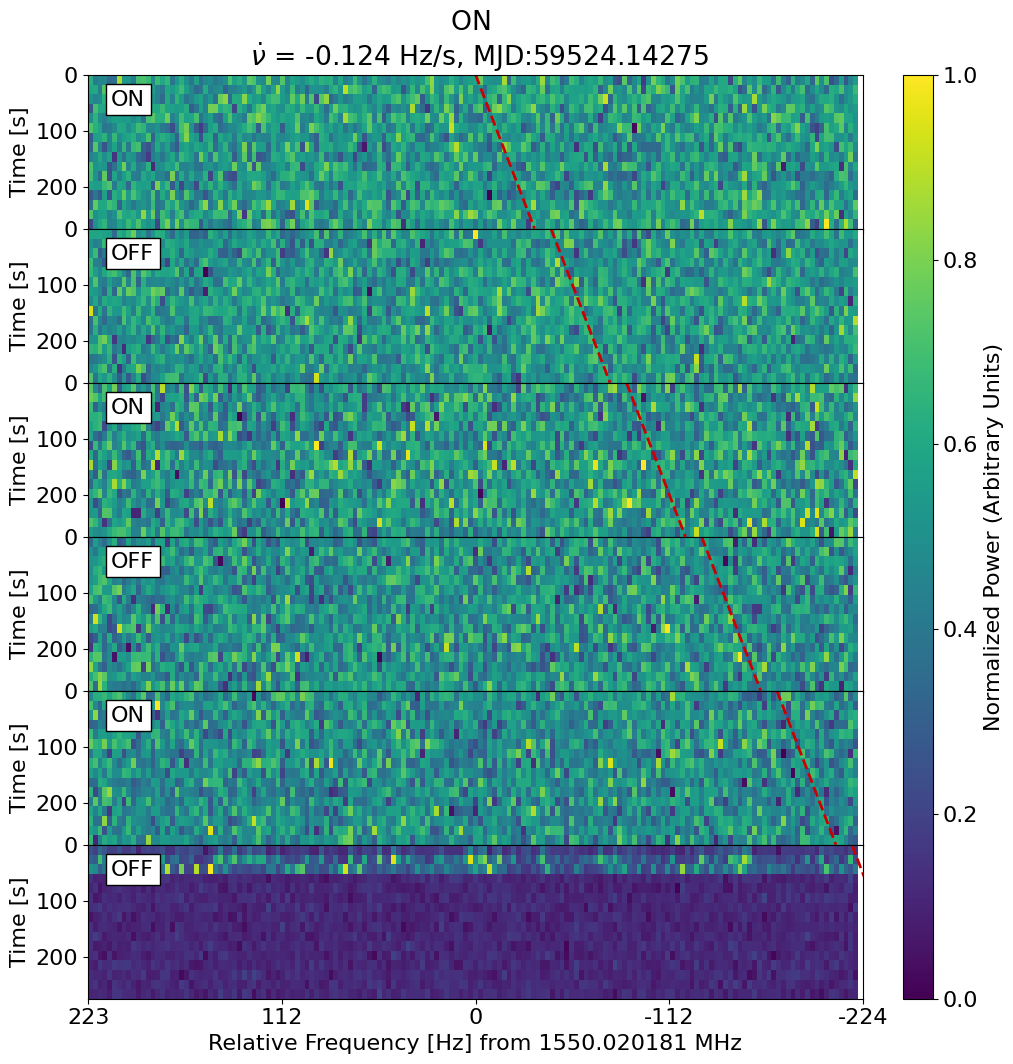 ON
ν̇ = -0.124 Hz/s, MJD:59524.14275
0
ON
100
Time [s]
200
0
OFF
100
Time [s]
200
0
ON
100
Time [s]
200
0
OFF
100
Time [s]
200
0
ON
100
Time [s]
200
0
OFF
100
Time [s]
200
223 112 0 -112 -224
Relative Frequency [Hz] from 1550.020181 MHz
1.0
0.8
0.6
0.4
0.2
0.0
Normalized Power (Arbitrary Units)